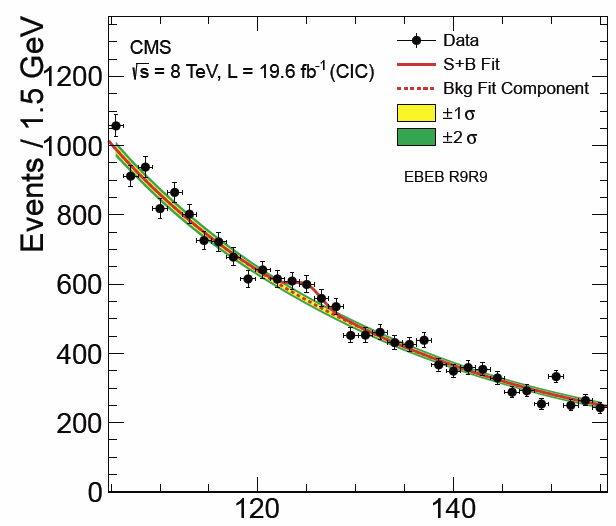 CMS
√s = 8 TeV, L = 19.6 fb⁻¹ (CIC)
Data
S+B Fit
Bkg Fit Component
±1 σ
±2 σ
EBEB R9R9
Events / 1.5 GeV
1200
1000
800
600
400
200
0
120
140